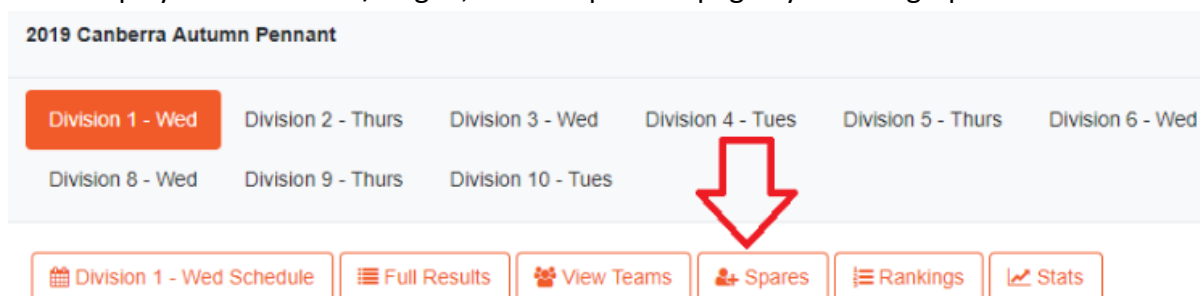 2019 Canberra Autumn Pennant
Division 1 - Wed Division 2 - Thurs Division 3 - Wed Division 4 - Tues Division 5 - Thurs Division 6 - Wed
Division 8 - Wed Division 9 - Thurs Division 10 - Tues
Division 1 - Wed Schedule Full Results View Teams Spares Rankings Stats